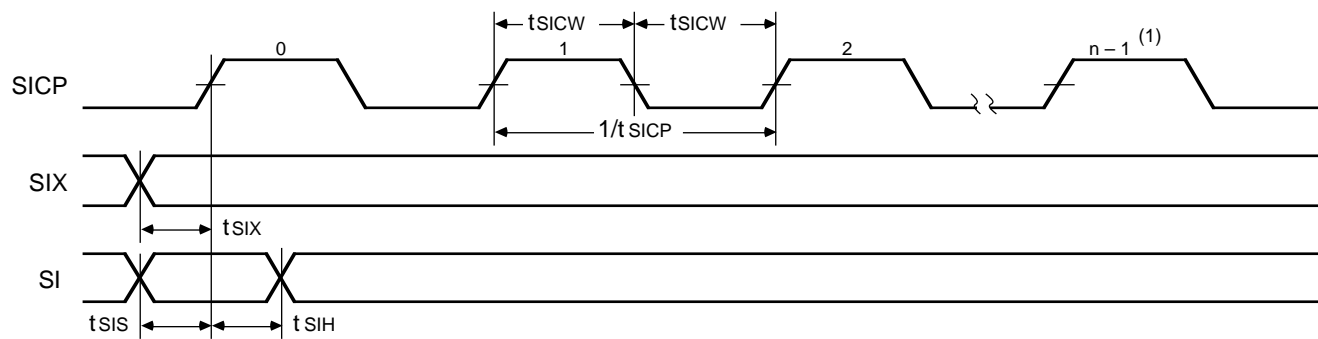 tSICW tSICW
0 1 2 n – 1 (1)
SICP
1/tSICP
SIX
tSIX
SI
tSIS tSIH